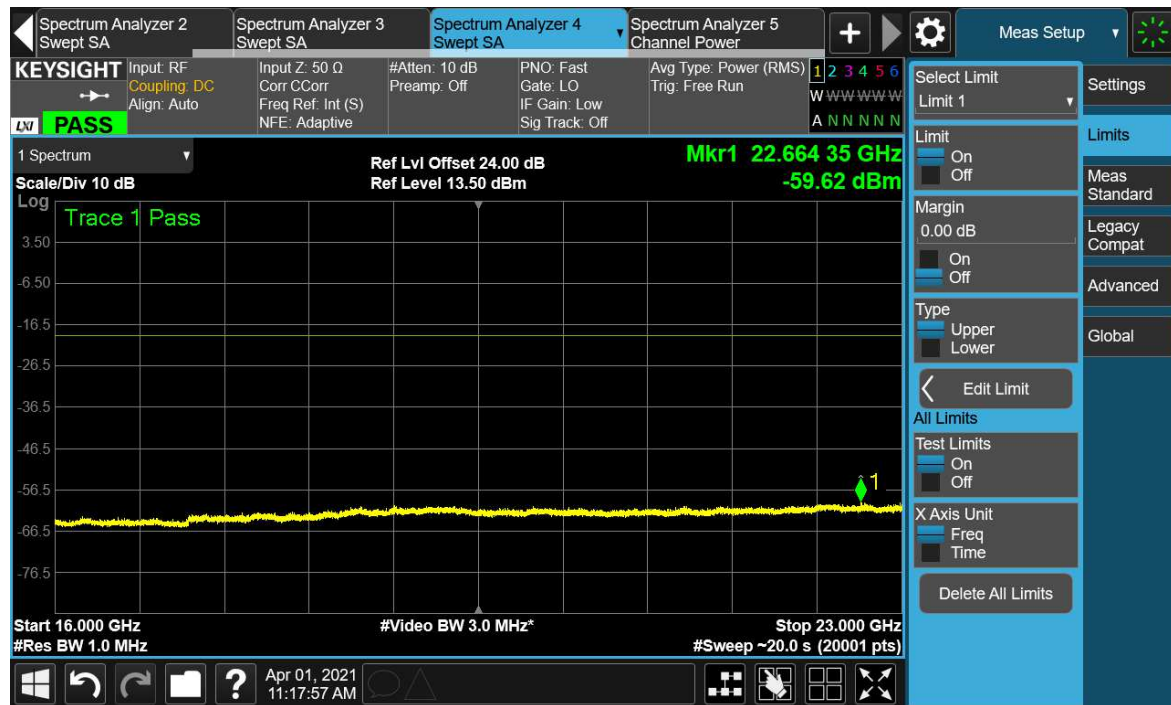 Spectrum Analyzer 2
Swept SA
Spectrum Analyzer 3
Swept SA
Spectrum Analyzer 4
Swept SA
Spectrum Analyzer 5
Channel Power
+
Meas Setup
KEYSIGHT
LXI
PASS
Input: RF
Coupling: DC
Align: Auto
Input Z: 50 Ω
Corr CCorr
Freq Ref: Int (S)
NFE: Adaptive
#Atten: 10 dB
Preamp: Off
PNO: Fast
Gate: LO
IF Gain: Low
Sig Track: Off
Avg Type: Power (RMS)
Trig: Free Run
1 2 3 4 5 6
W W W W W W
A N N N N N
1 Spectrum
Scale/Div 10 dB
Log
Ref Lvl Offset 24.00 dB
Ref Level 13.50 dBm
Mkr1 22.664 35 GHz
-59.62 dBm
Trace 1 Pass
3.50
-6.50
-16.5
-26.5
-36.5
-46.5
-56.5
-66.5
-76.5
1
Start 16.000 GHz
#Res BW 1.0 MHz
#Video BW 3.0 MHz*
Stop 23.000 GHz
#Sweep ~20.0 s (20001 pts)
Select Limit
Limit 1
Limit
On
Off
Margin
0.00 dB
On
Off
Type
Upper
Lower
Edit Limit
All Limits
Test Limits
On
Off
X Axis Unit
Freq
Time
Delete All Limits
Settings
Limits
Meas
Standard
Legacy
Compat
Advanced
Global
?
Apr 01, 2021
11:17:57 AM